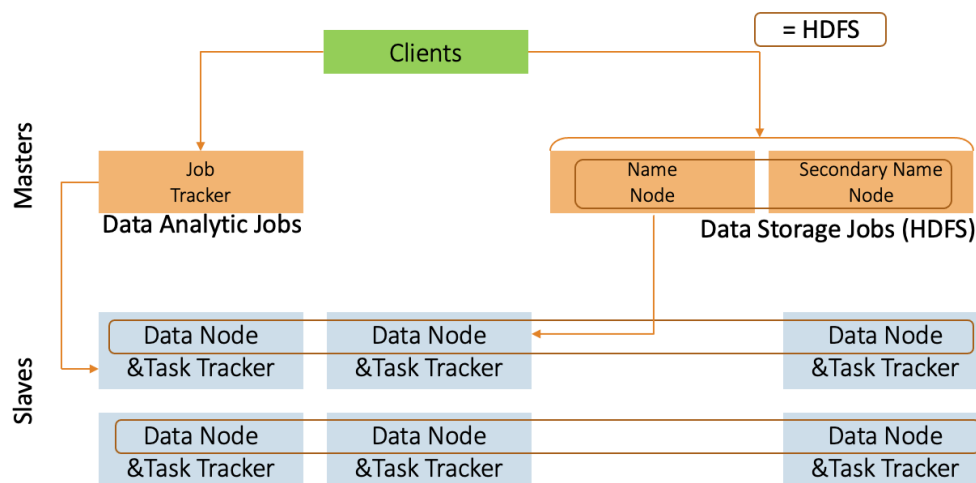 = HDFS
Clients
Masters
Job
Tracker
Data Analytic Jobs
Name
Node
Secondary Name
Node
Data Storage Jobs (HDFS)
Slaves
Data Node
&Task Tracker
Data Node
&Task Tracker
Data Node
&Task Tracker
Data Node
&Task Tracker
Data Node
&Task Tracker
Data Node
&Task Tracker